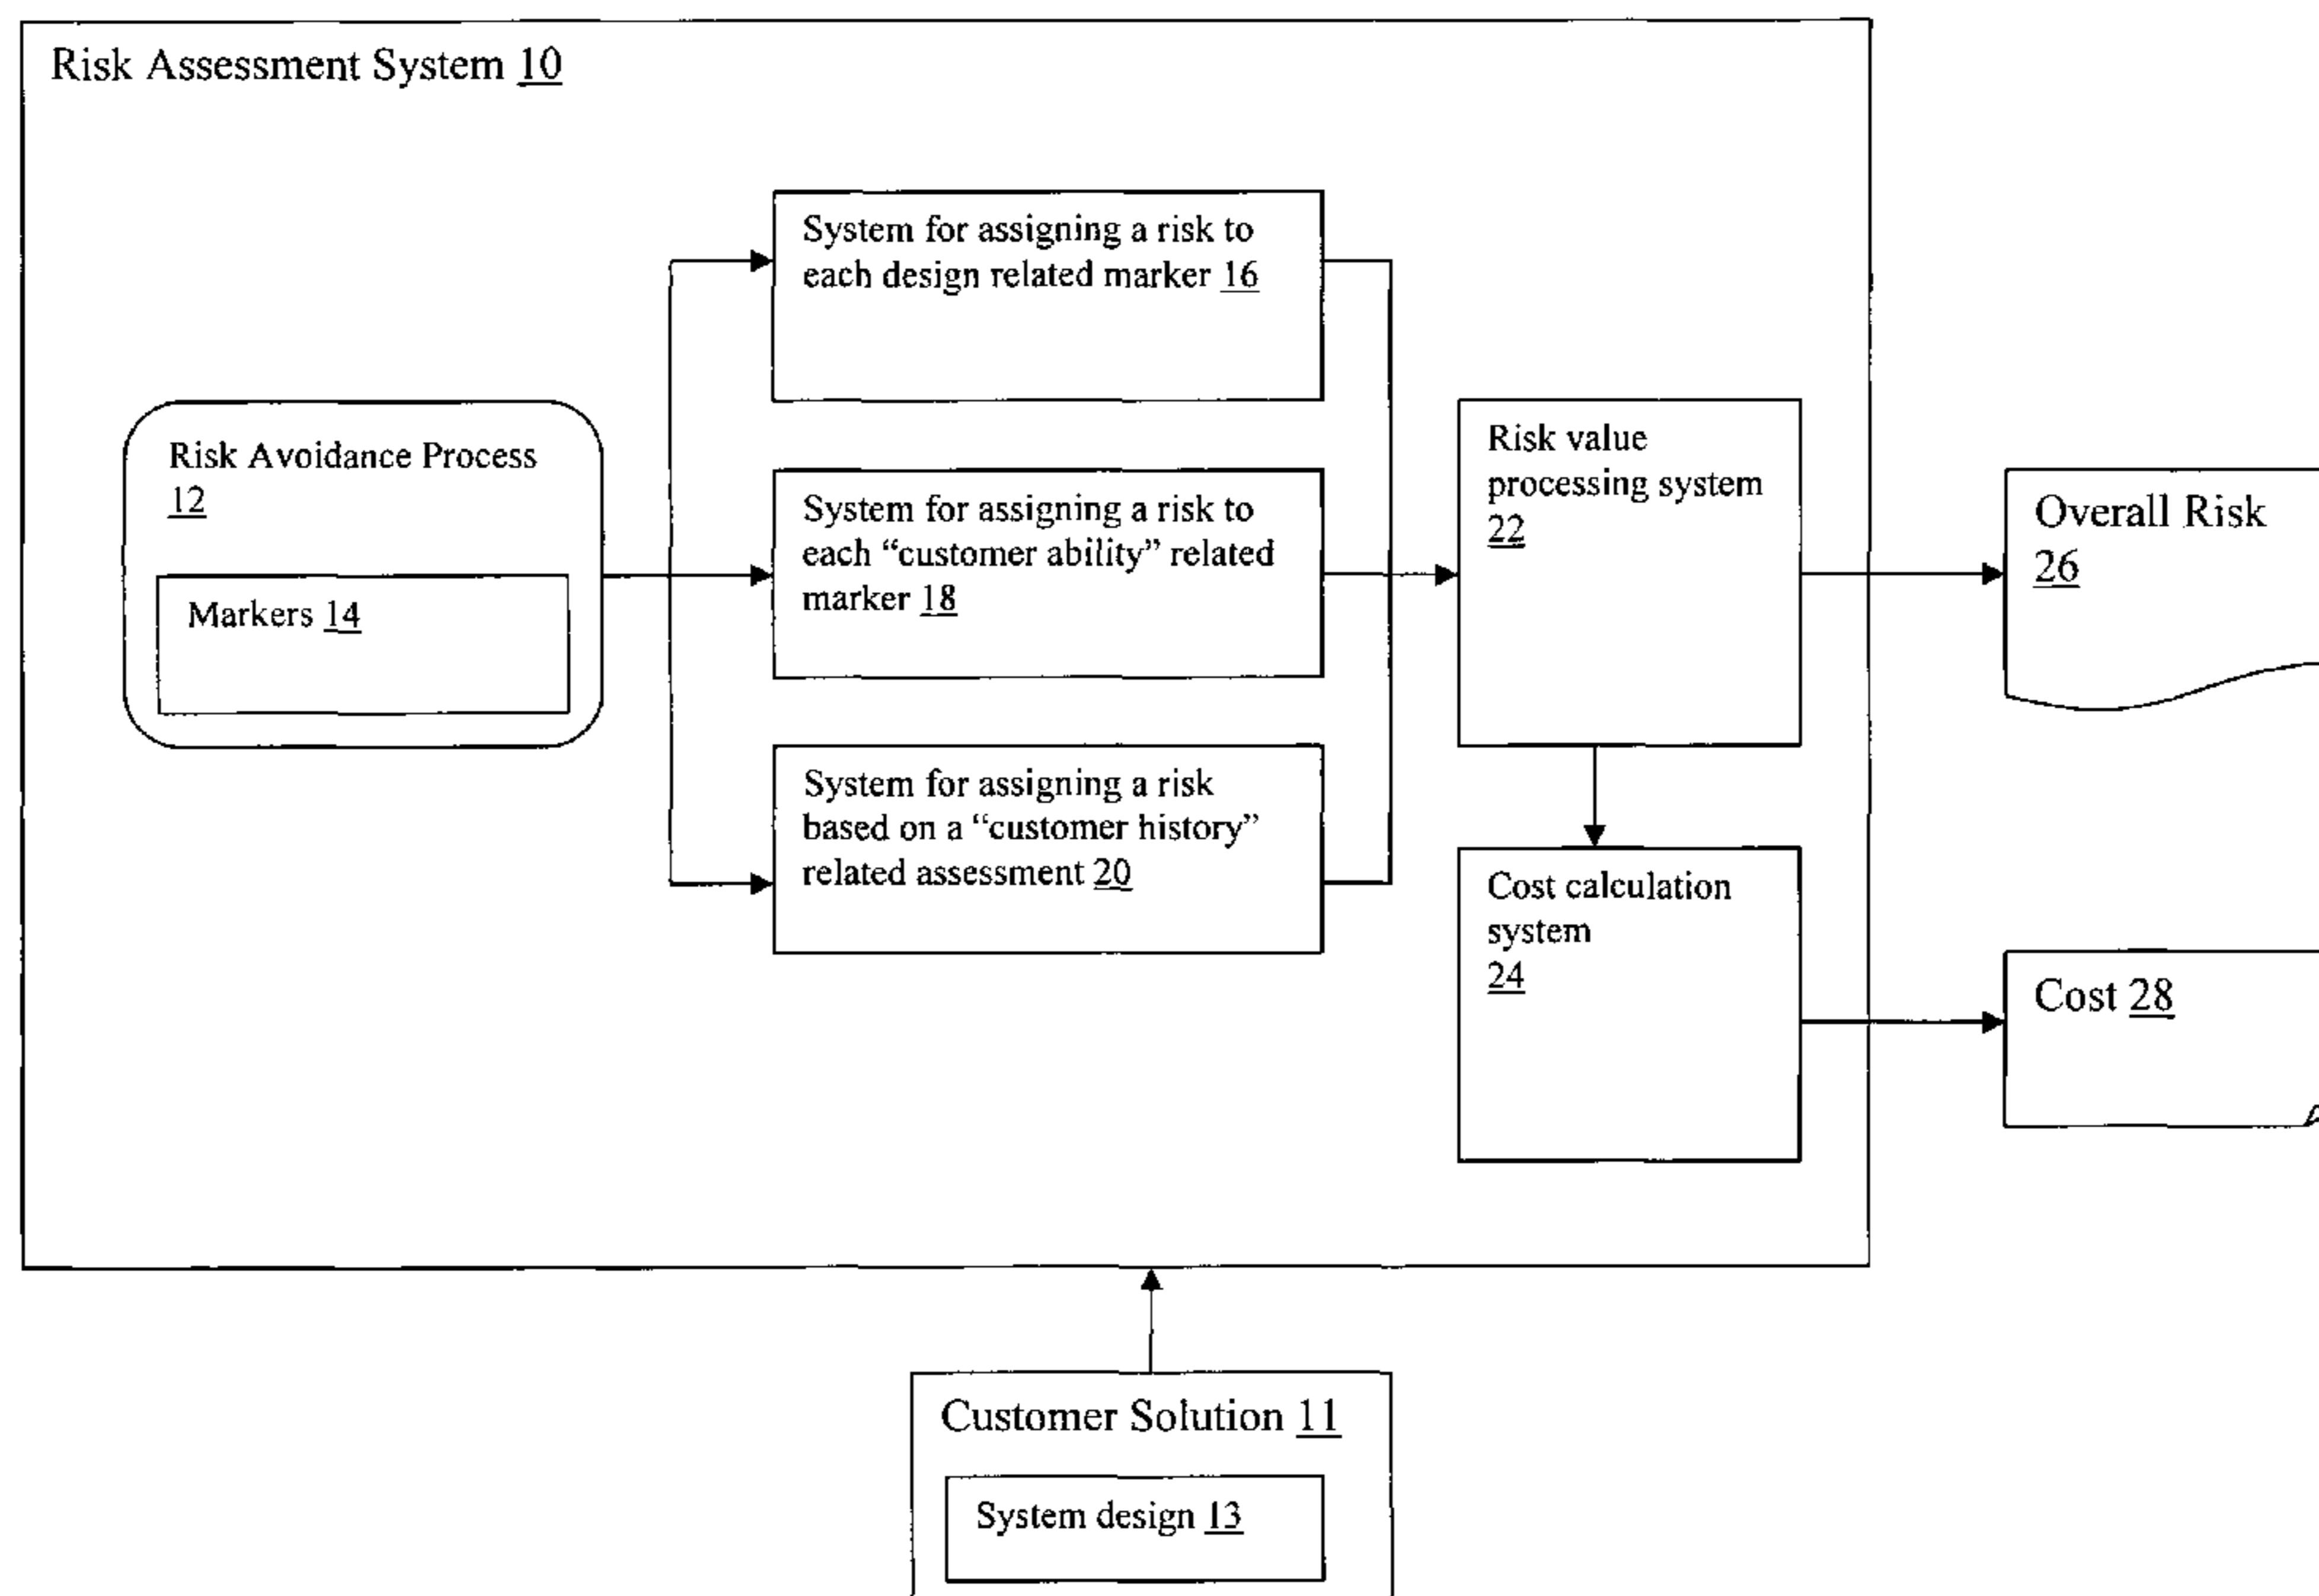 Risk Assessment System 10
System for assigning a risk to
each design related marker 16
Risk Avoidance Process
12
Markers 14
System for assigning a risk to
each “customer ability” related
marker 18
System for assigning a risk
based on a “customer history”
related assessment 20
Risk value
processing system
22
Cost calculation
system
24
Overall Risk
26
Cost 28
Customer Solution 11
System design 13